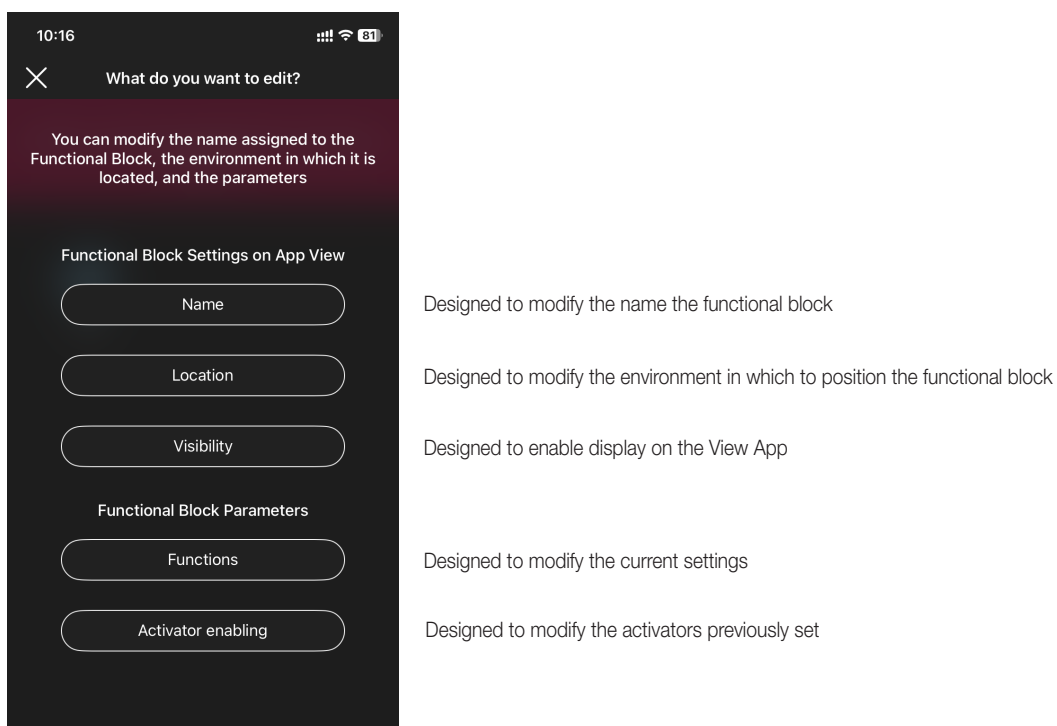 10:16
81
What do you want to edit?
You can modify the name assigned to the
Functional Block, the environment in which it is
located, and the parameters
Functional Block Settings on App View
Name
Designed to modify the name the functional block
Location
Designed to modify the environment in which to position the functional block
Visibility
Designed to enable display on the View App
Functional Block Parameters
Functions
Designed to modify the current settings
Activator enabling
Designed to modify the activators previously set